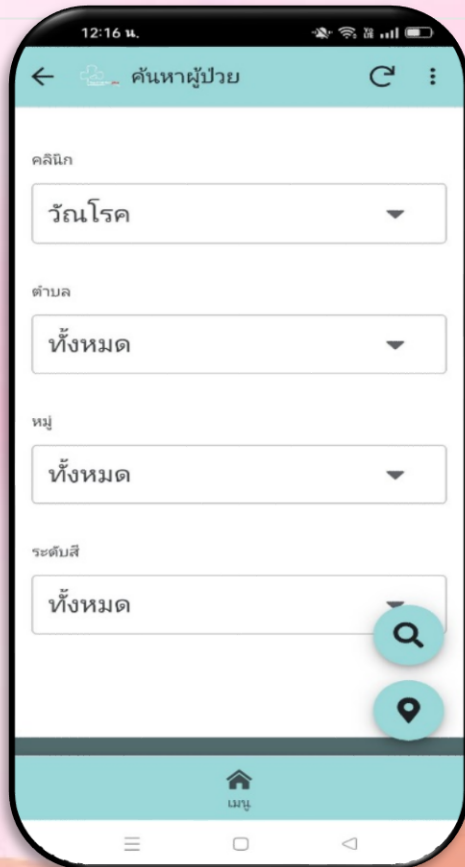 12:16 น.
ค้นหาผู้ป่วย
คลินิก
วัณโรค
ตำบล
ทั้งหมด
หมู่
ทั้งหมด
ระดับสี
ทั้งหมด
เมนู